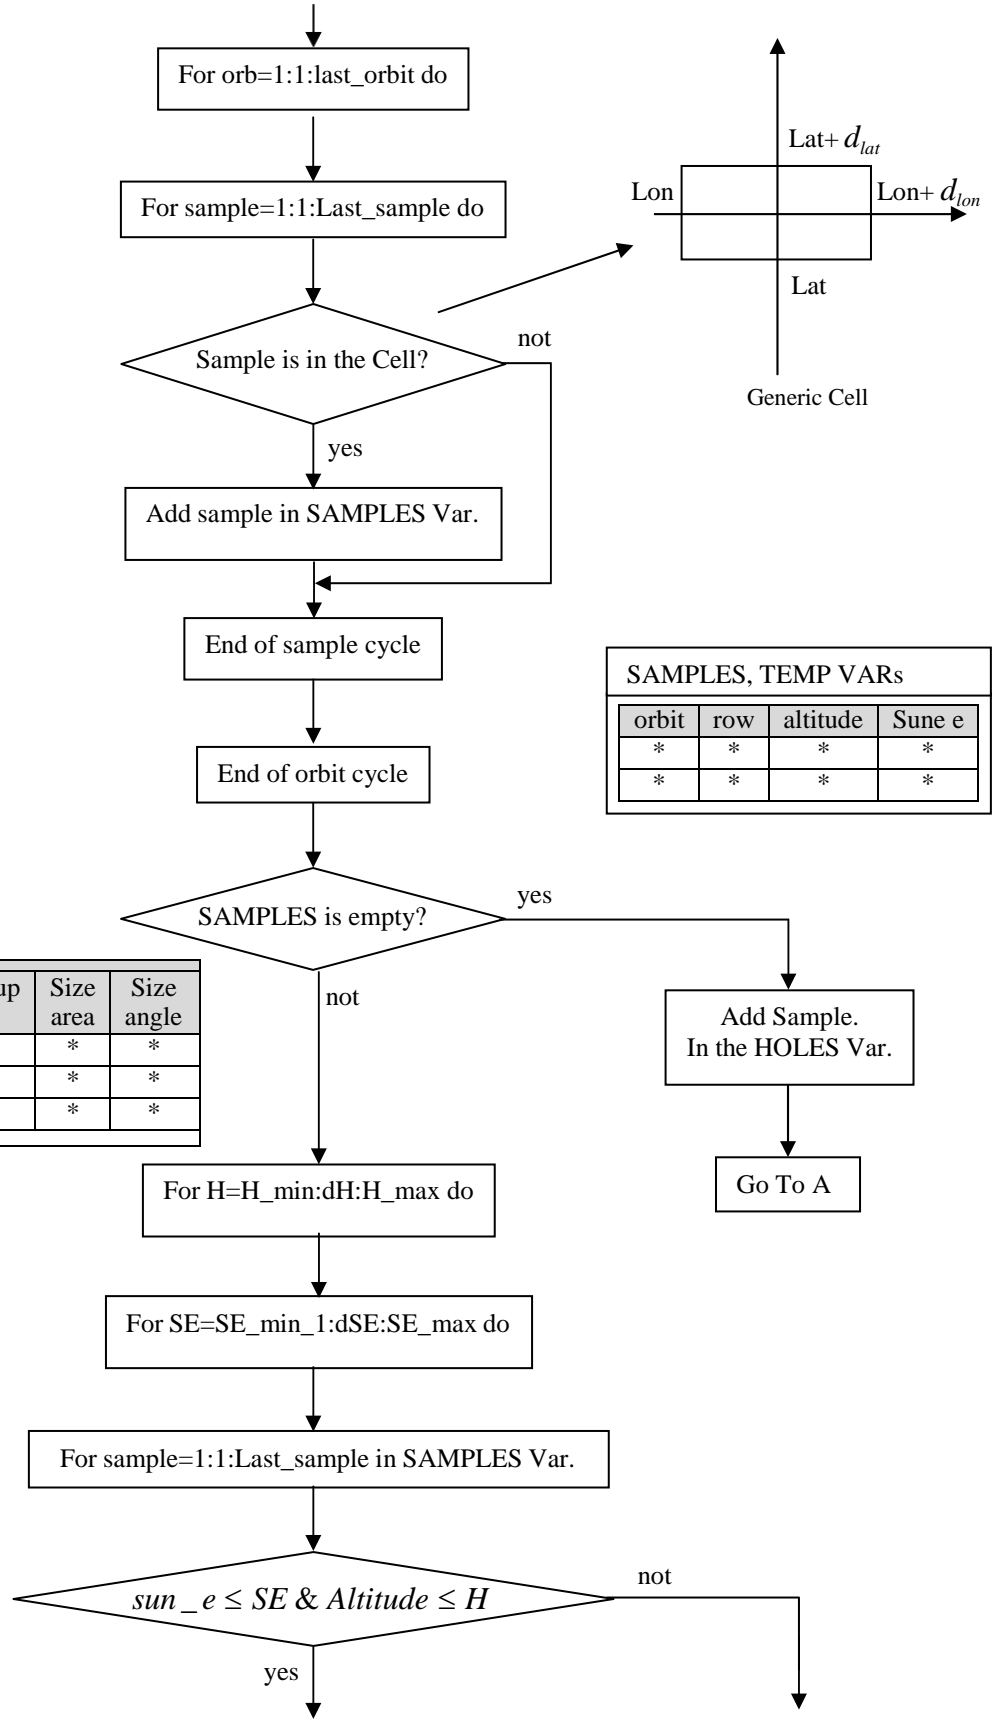 For orb=1:1:last_orbit do
Lat+ d_lat
For sample=1:1:Last_sample do
Lon
Lon+ d_lon
Lat
not
Sample is in the Cell?
Generic Cell
yes
Add sample in SAMPLES Var.
End of sample cycle
SAMPLES, TEMP VARs
orbit row altitude Sune e
* * * *
* * * *
End of orbit cycle
SAMPLES is empty?
yes
up Size Size
area angle
* *
* *
* *
not
Add Sample.
In the HOLES Var.
For H=H_min:dH:H_max do
Go To A
For SE=SE_min_1:dSE:SE_max do
For sample=1:1:Last_sample in SAMPLES Var.
sun_e ≤ SE & Altitude ≤ H
not
yes